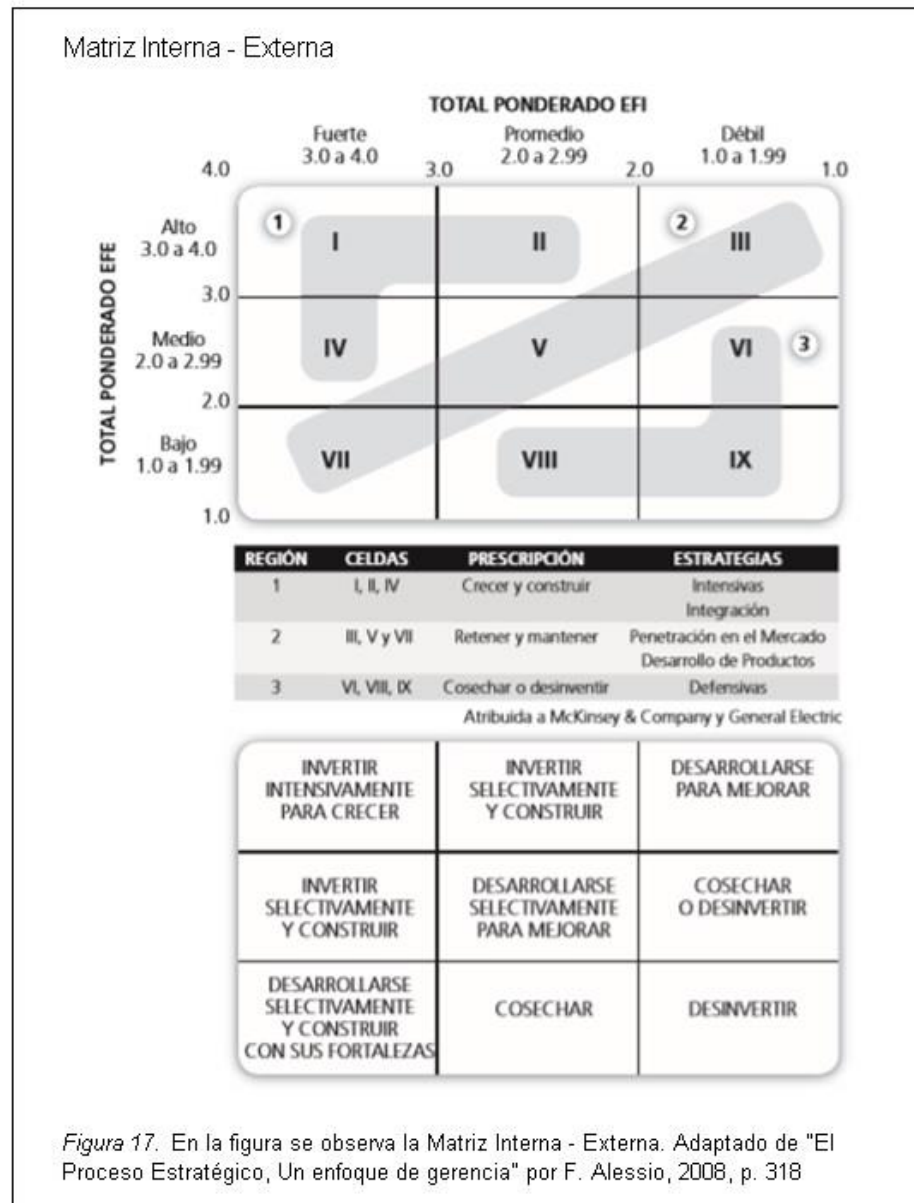 Matriz Interna - Externa
TOTAL PONDERADO EFI
Fuerte
3.0 a 4.0
Promedio
2.0 a 2.99
Débil
1.0 a 1.99
4.0
3.0
2.0
1.0
TOTAL PONDERADO EFE
Alto
3.0 a 4.0
1
I
II
2
III
3.0
Medio
2.0 a 2.99
IV
V
VI
3
2.0
Bajo
1.0 a 1.99
VII
VIII
IX
1.0
REGIÓN CELDAS PRESCRIPCIÓN ESTRATEGIAS
1 I, II, IV Crecer y construir Intensivas
Integración
2 III, V y VII Retener y mantener Penetración en el Mercado
Desarrollo de Productos
3 VI, VIII, IX Cosechar o desinventir Defensivas
Atribuida a McKinsey & Company y General Electric
INVERTIR
INTENSIVAMENTE
PARA CRECER
INVERTIR
SELECTIVAMENTE
Y CONSTRUIR
DESARROLLARSE
PARA MEJORAR
INVERTIR
SELECTIVAMENTE
Y CONSTRUIR
DESARROLLARSE
SELECTIVAMENTE
PARA MEJORAR
COSECHAR
O DESINVERTIR
DESARROLLARSE
SELECTIVAMENTE
Y CONSTRUIR
CON SUS FORTALEZAS
COSECHAR
DESINVERTIR
Figura 17. En la figura se observa la Matriz Interna - Externa. Adaptado de "El
Proceso Estratégico, Un enfoque de gerencia" por F. Alessio, 2008, p. 318